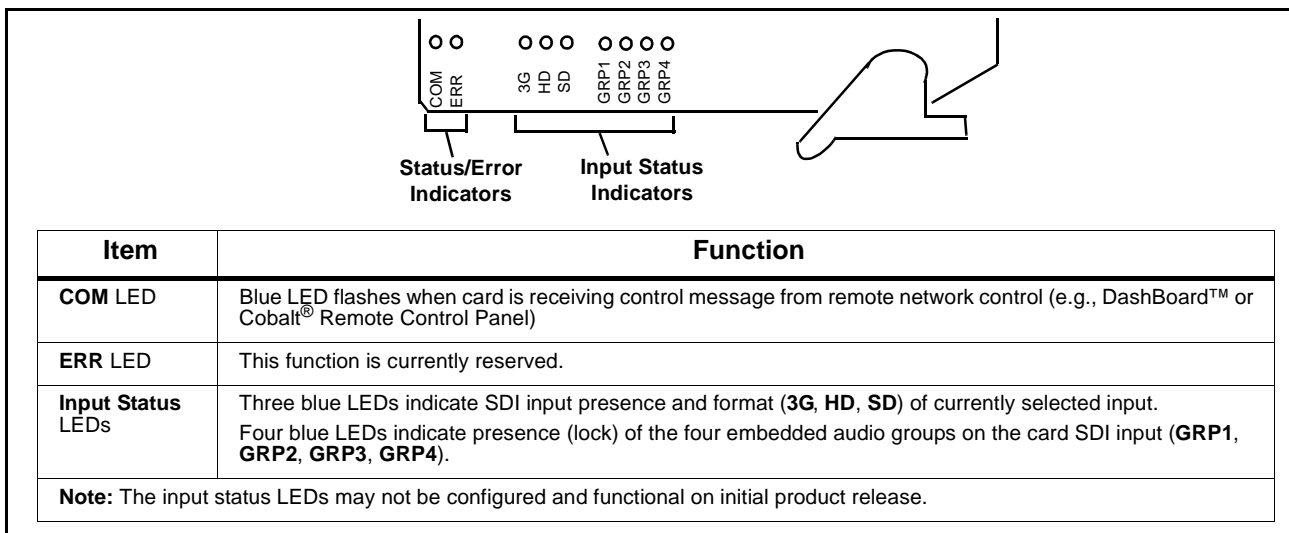 COM
ERR
3G
HD
SD
GRP1
GRP2
GRP3
GRP4
Status/Error
Indicators
Input Status
Indicators
Item Function
COM LED Blue LED flashes when card is receiving control message from remote network control (e.g., DashBoard™ or
Cobalt® Remote Control Panel)
ERR LED This function is currently reserved.
Input Status
LEDs
Three blue LEDs indicate SDI input presence and format (3G, HD, SD) of currently selected input.
Four blue LEDs indicate presence (lock) of the four embedded audio groups on the card SDI input (GRP1,
GRP2, GRP3, GRP4).
Note: The input status LEDs may not be configured and functional on initial product release.